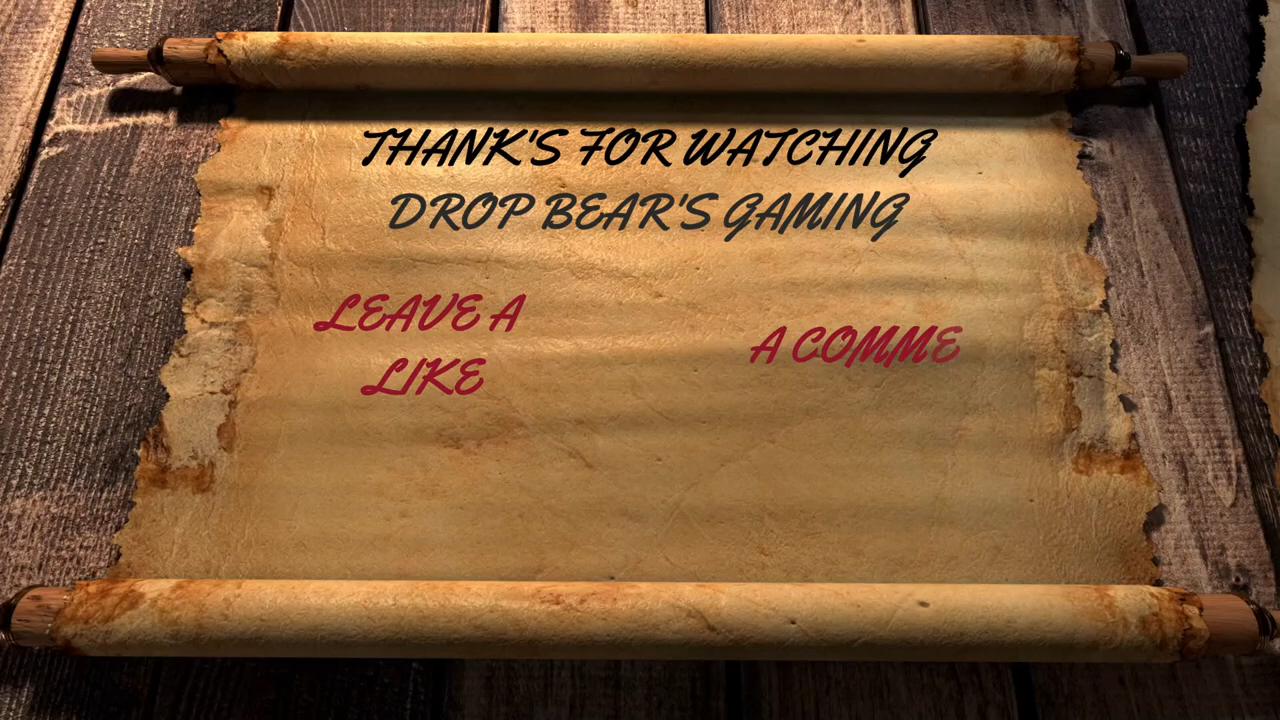 THANK'S FOR WATCHING
DROP BEAR'S GAMING
LEAVE A
LIKE
A COMME